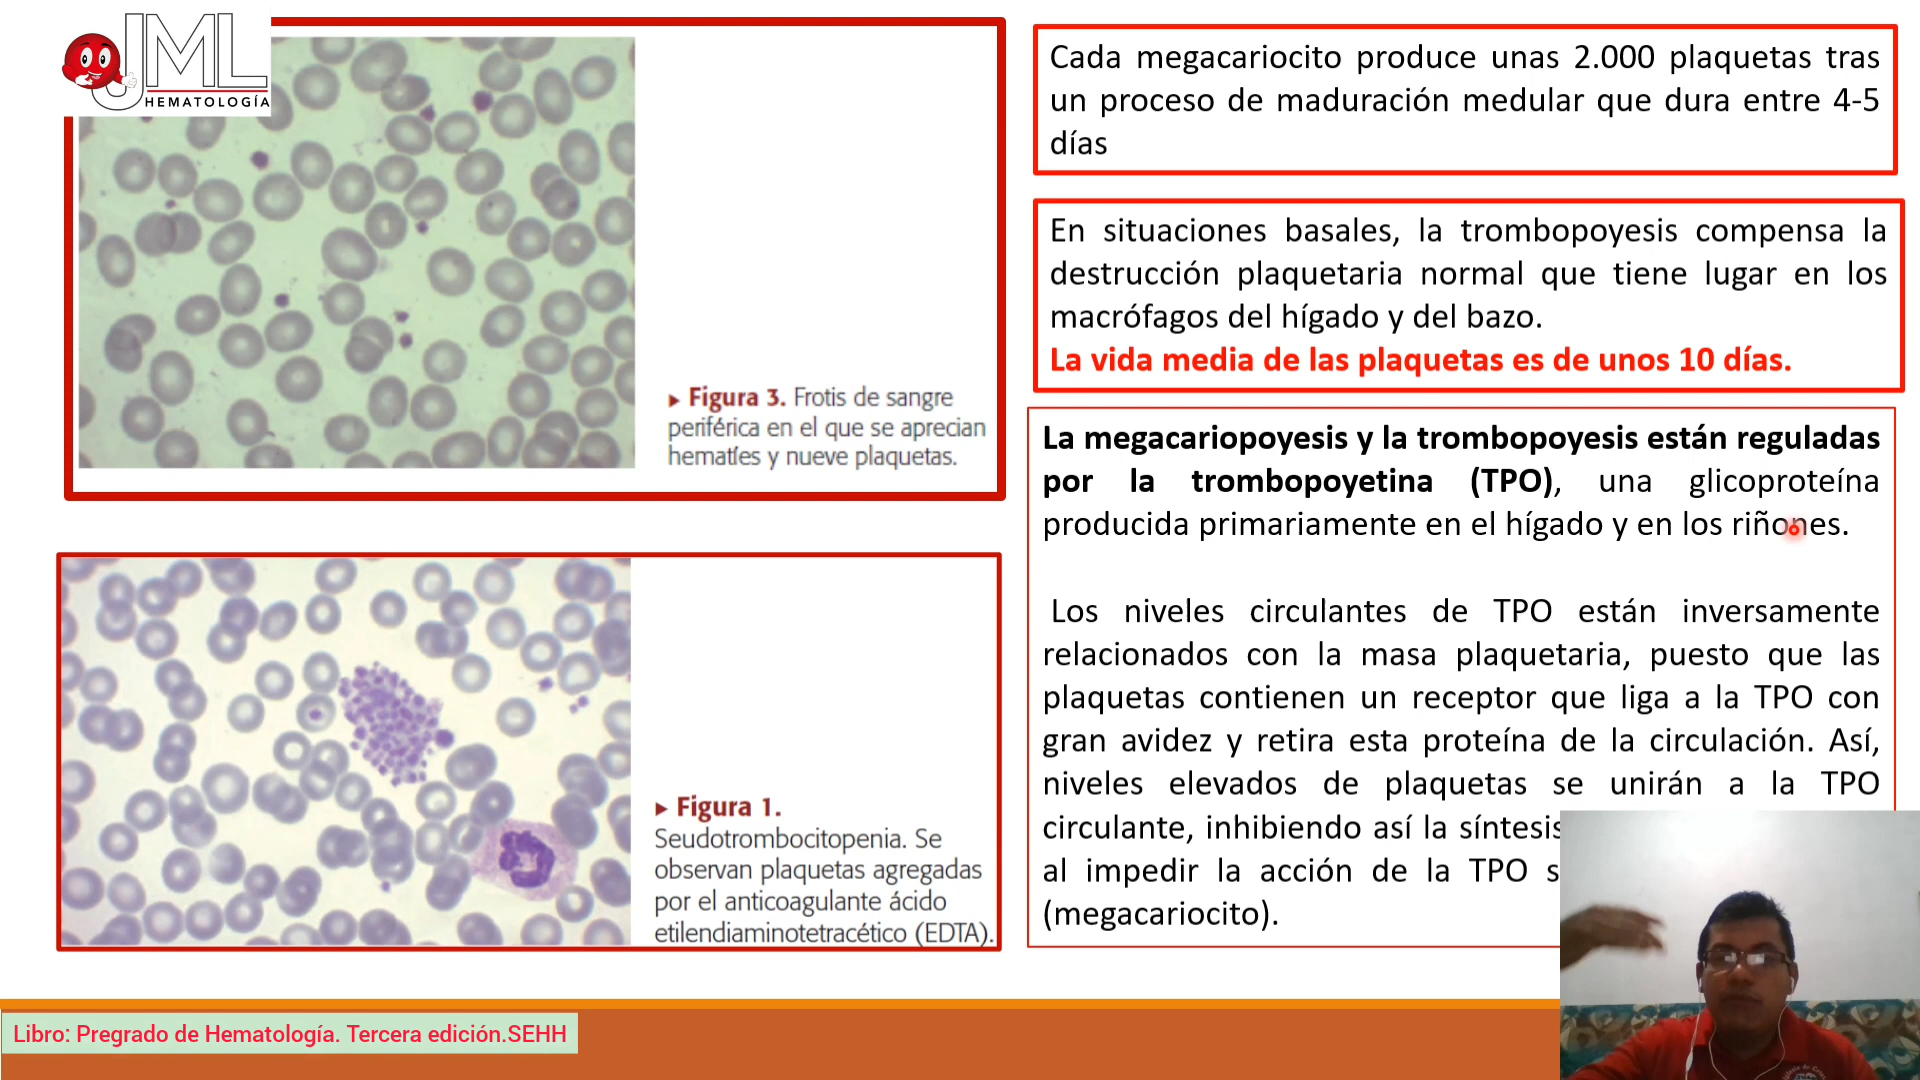 JML
HEMATOLOGÍA
▸ Figura 3. Frotis de sangre
periférica en el que se aprecian
hematíes y nueve plaquetas.
▸ Figura 1.
Seudotrombocitopenia. Se
observan plaquetas agregadas
por el anticoagulante ácido
etilendiaminotetracético (EDTA).
Cada megacariocito produce unas 2.000 plaquetas tras
un proceso de maduración medular que dura entre 4-5
días
En situaciones basales, la trombopoyesis compensa la
destrucción plaquetaria normal que tiene lugar en los
macrófagos del hígado y del bazo.
La vida media de las plaquetas es de unos 10 días.
La megacariopoyesis y la trombopoyesis están reguladas
por la trombopoyetina (TPO), una glicoproteína
producida primariamente en el hígado y en los riñones.
Los niveles circulantes de TPO están inversamente
relacionados con la masa plaquetaria, puesto que las
plaquetas contienen un receptor que liga a la TPO con
gran avidez y retira esta proteína de la circulación. Así,
niveles elevados de plaquetas se unirán a la TPO
circulante, inhibiendo así la síntesis
al impedir la acción de la TPO
(megacariocito).
Libro: Pregrado de Hematología. Tercera edición.SEHH